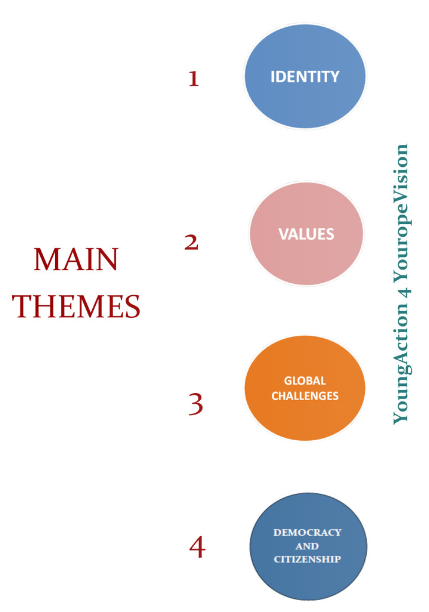 MAIN
THEMES
1
IDENTITY
2
VALUES
3
GLOBAL
CHALLENGES
4
DEMOCRACY
AND
CITIZENSHIP
YoungAction 4 YouropeVision